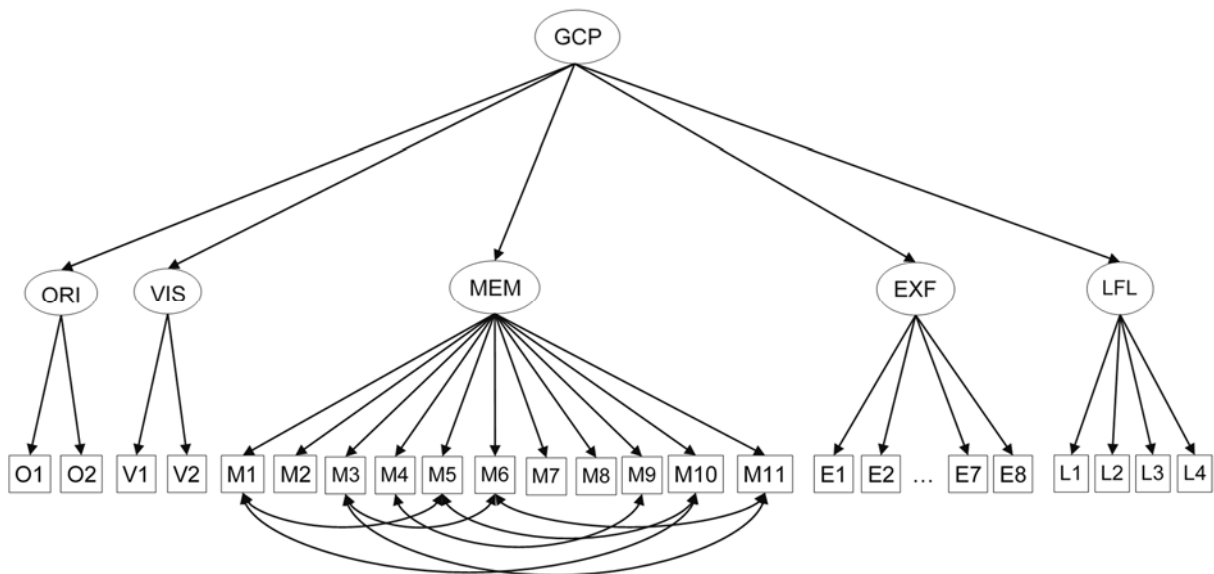 GCP
ORI VIS MEM EXF LFL
O1 O2 V1 V2 M1 M2 M3 M4 M5 M6 M7 M8 M9 M10 M11 E1 E2 … E7 E8 L1 L2 L3 L4